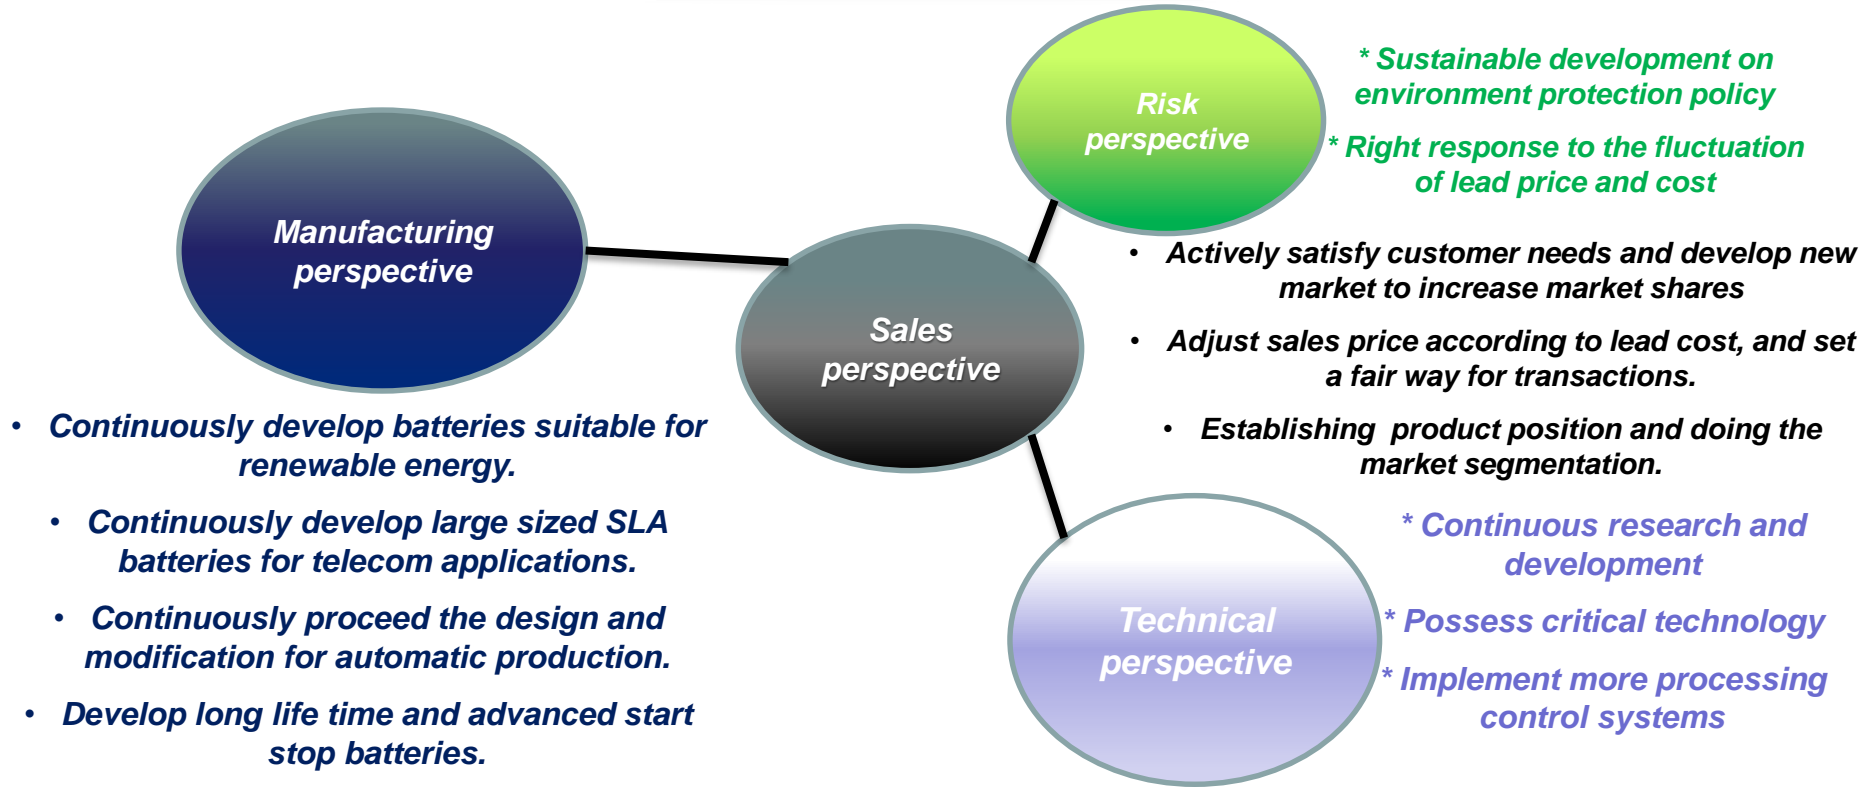 Manufacturing
perspective
• Continuously develop batteries suitable for
renewable energy.
• Continuously develop large sized SLA
batteries for telecom applications.
• Continuously proceed the design and
modification for automatic production.
• Develop long life time and advanced start
stop batteries.
Sales
perspective
Risk
perspective
* Sustainable development on
environment protection policy
* Right response to the fluctuation
of lead price and cost
• Actively satisfy customer needs and develop new
market to increase market shares
• Adjust sales price according to lead cost, and set
a fair way for transactions.
• Establishing  product position and doing the
market segmentation.
Technical
perspective
* Continuous research and
development
* Possess critical technology
* Implement more processing
control systems